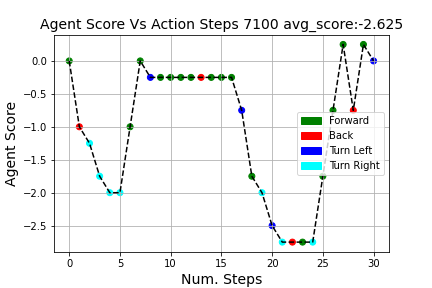 Agent Score Vs Action Steps 7100 avg_score:-2.625
0.0
−0.5
−1.0
−1.5
−2.0
−2.5
Agent Score
Forward
Back
Turn Left
Turn Right
0 5 10 15 20 25 30
Num. Steps